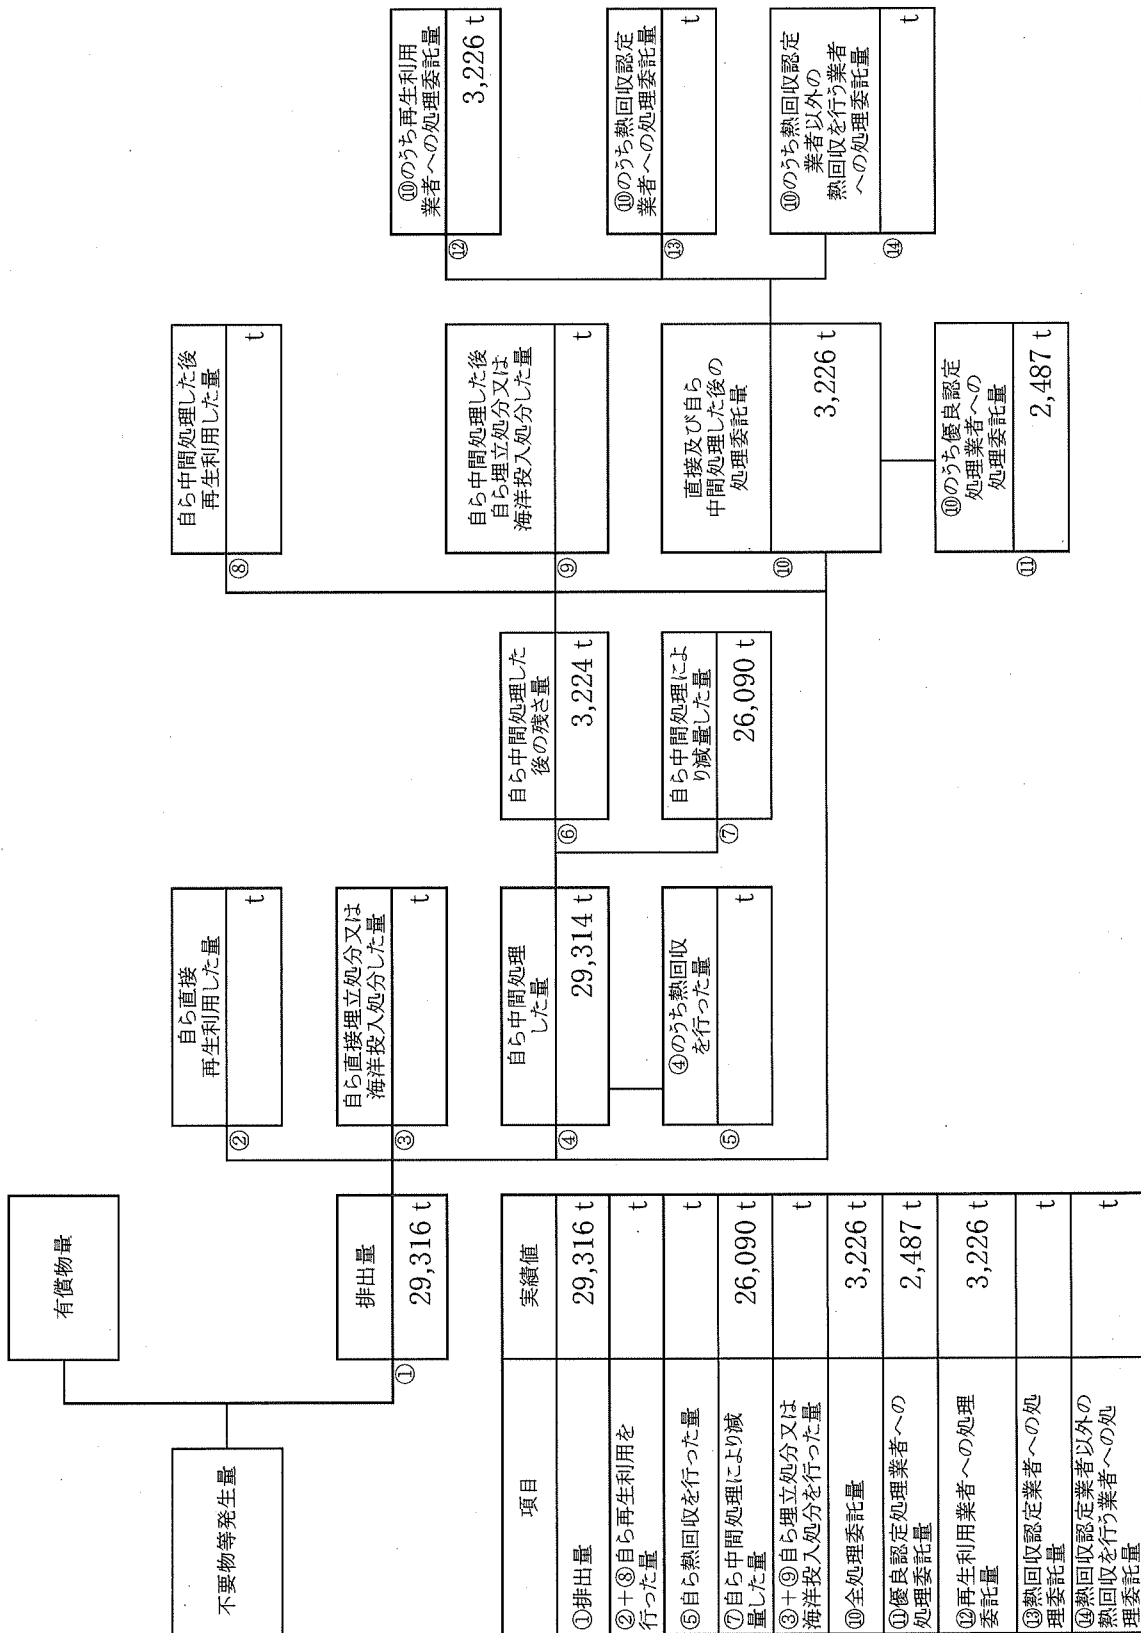 不要物等発生量
有償物量
①
排出量
29,316 t
②
自ら直接
再生利用した量
t
③
自ら直接埋立処分又は
海洋投入処分した量
t
④
自ら中間処理
した量
29,314 t
⑤
④のうち熱回収
を行った量
t
⑥
自ら中間処理した
後の残さ量
3,224 t
⑦
自ら中間処理によ
り減量した量
26,090 t
⑧
自ら中間処理した後
再生利用した量
t
⑨
自ら中間処理した後
自ら埋立処分又は
海洋投入処分した量
t
⑩
直接及び自ら
中間処理した後の
処理委託量
3,226 t
⑪
⑩のうち優良認定
処理業者への
処理委託量
2,487 t
⑫
⑩のうち再生利用
業者への処理委託量
3,226 t
⑬
⑩のうち熱回収認定
業者への処理委託量
t
⑭
⑩のうち熱回収認定
業者以外の
熱回収を行う業者
への処理委託量
t
項目 実績値
①排出量 29,316 t
②+⑧自ら再生利用を
行った量
t
⑤自ら熱回収を行った量 t
⑦自ら中間処理により減
量した量
26,090 t
③+⑨自ら埋立処分又は
海洋投入処分を行った量
t
⑩全処理委託量 3,226 t
⑪優良認定処理業者への
処理委託量
2,487 t
⑫再生利用業者への処理
委託量
3,226 t
⑬熱回収認定業者への処
理委託量
t
⑭熱回収認定業者以外の
熱回収を行う業者への処
理委託量
t